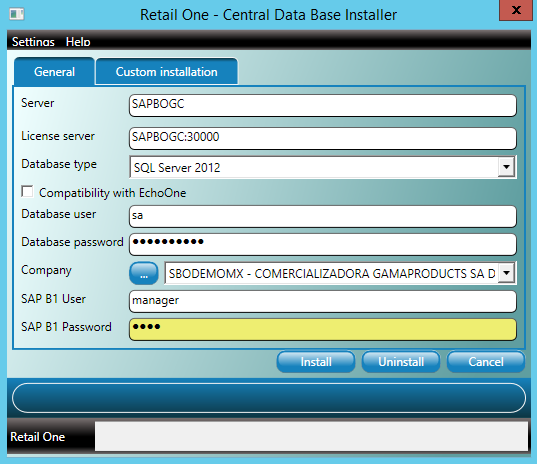 Retail One - Central Data Base Installer
x
Settings Help
General Custom installation
Server SAPBOGC
License server SAPBOGC:30000
Database type SQL Server 2012
Compatibility with EchoOne
Database user sa
Database password ●●●●●●●●●●
Company ... SBODEMOMX - COMERCIALIZADORA GAMAPRODUCTS SA D
SAP B1 User manager
SAP B1 Password ●●●●
Install Uninstall Cancel
Retail One